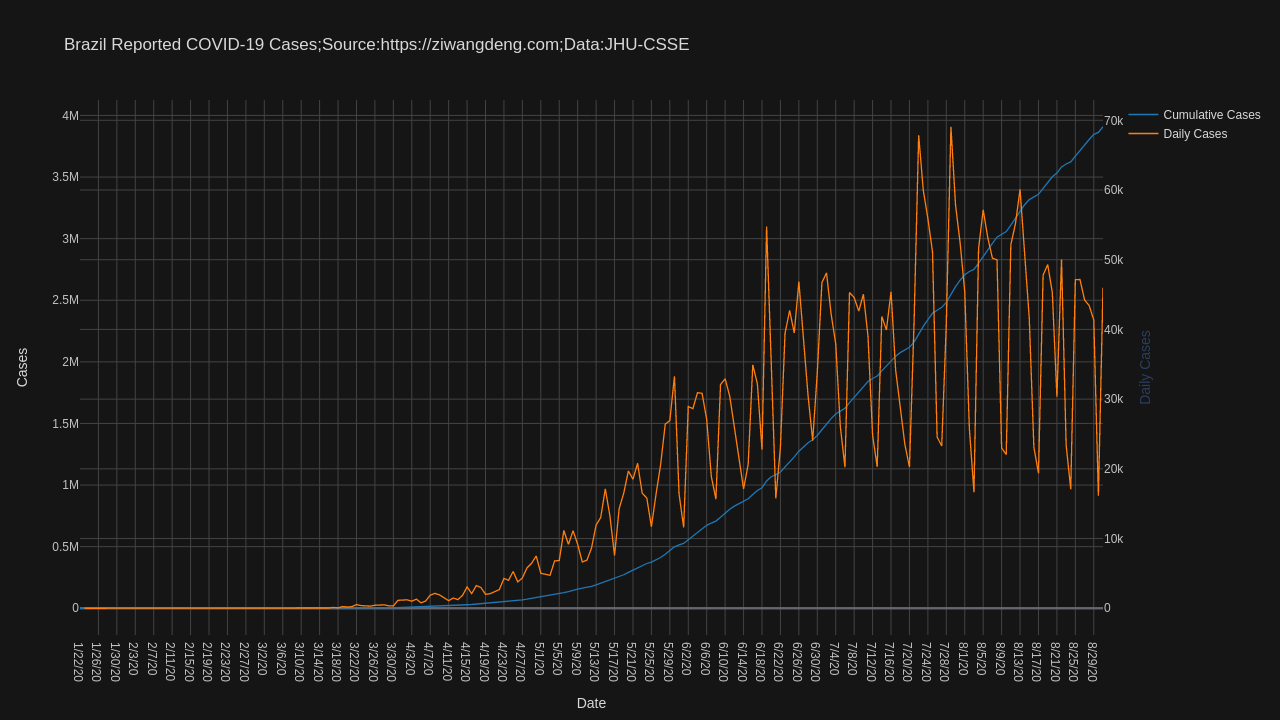 Brazil Reported COVID-19 Cases;Source:https://ziwangdeng.com;Data:JHU-CSSE
Cumulative Cases
Daily Cases
4M
3.5M
3M
2.5M
2M
1.5M
1M
0.5M
0
Cases
70k
60k
50k
40k
30k
20k
10k
0
Daily Cases
1/22/20
1/26/20
1/30/20
2/3/20
2/7/20
2/11/20
2/15/20
2/19/20
2/23/20
2/27/20
3/2/20
3/6/20
3/10/20
3/14/20
3/18/20
3/22/20
3/26/20
3/30/20
4/3/20
4/7/20
4/11/20
4/15/20
4/19/20
4/23/20
4/27/20
5/1/20
5/5/20
5/9/20
5/13/20
5/17/20
5/21/20
5/25/20
5/29/20
6/2/20
6/6/20
6/10/20
6/14/20
6/18/20
6/22/20
6/26/20
6/30/20
7/4/20
7/8/20
7/12/20
7/16/20
7/20/20
7/24/20
7/28/20
8/1/20
8/5/20
8/9/20
8/13/20
8/17/20
8/21/20
8/25/20
8/29/20
Date